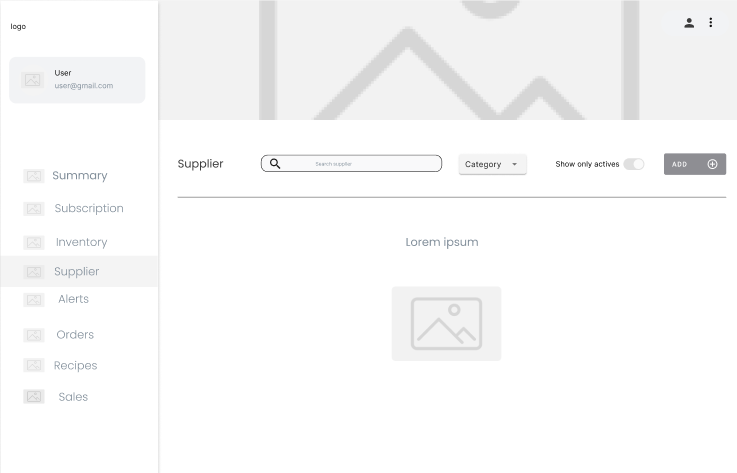 logo
User
user@gmail.com
Summary
Subscription
Inventory
Supplier
Alerts
Orders
Recipes
Sales
Supplier
Search supplier
Category
Show only actives
ADD
Lorem ipsum